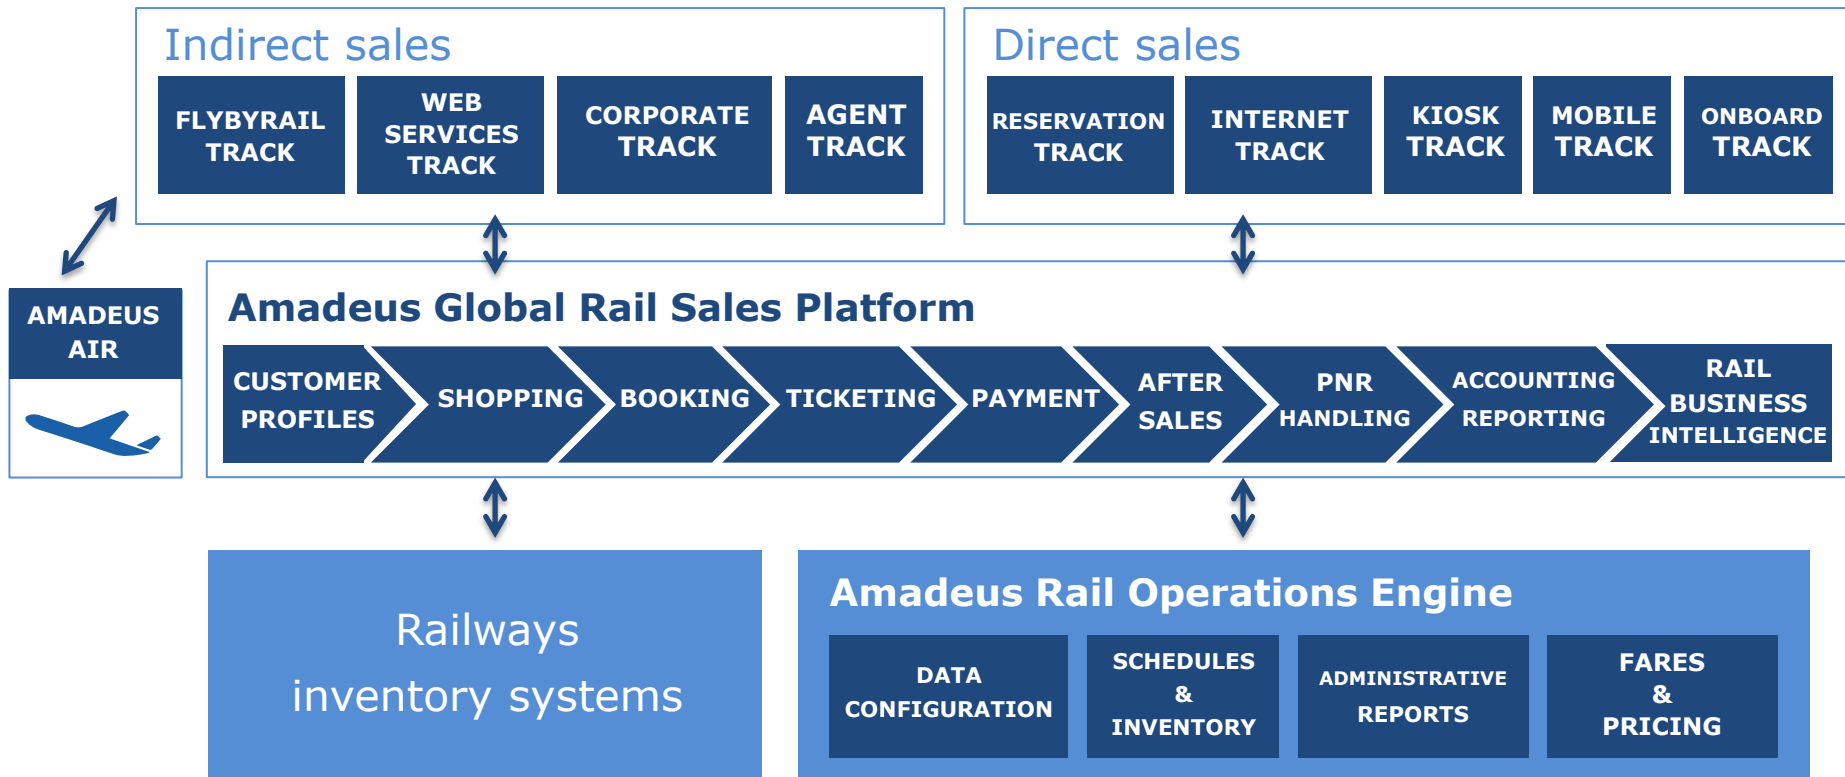 Indirect sales
FLYBYRAIL
TRACK
WEB
SERVICES
TRACK
CORPORATE
TRACK
AGENT
TRACK
Direct sales
RESERVATION
TRACK
INTERNET
TRACK
KIOSK
TRACK
MOBILE
TRACK
ONBOARD
TRACK
AMADEUS
AIR
Amadeus Global Rail Sales Platform
CUSTOMER
PROFILES
SHOPPING
BOOKING
TICKETING
PAYMENT
AFTER
SALES
PNR
HANDLING
ACCOUNTING
REPORTING
RAIL
BUSINESS
INTELLIGENCE
Railways
inventory systems
Amadeus Rail Operations Engine
DATA
CONFIGURATION
SCHEDULES
&
INVENTORY
ADMINISTRATIVE
REPORTS
FARES
&
PRICING